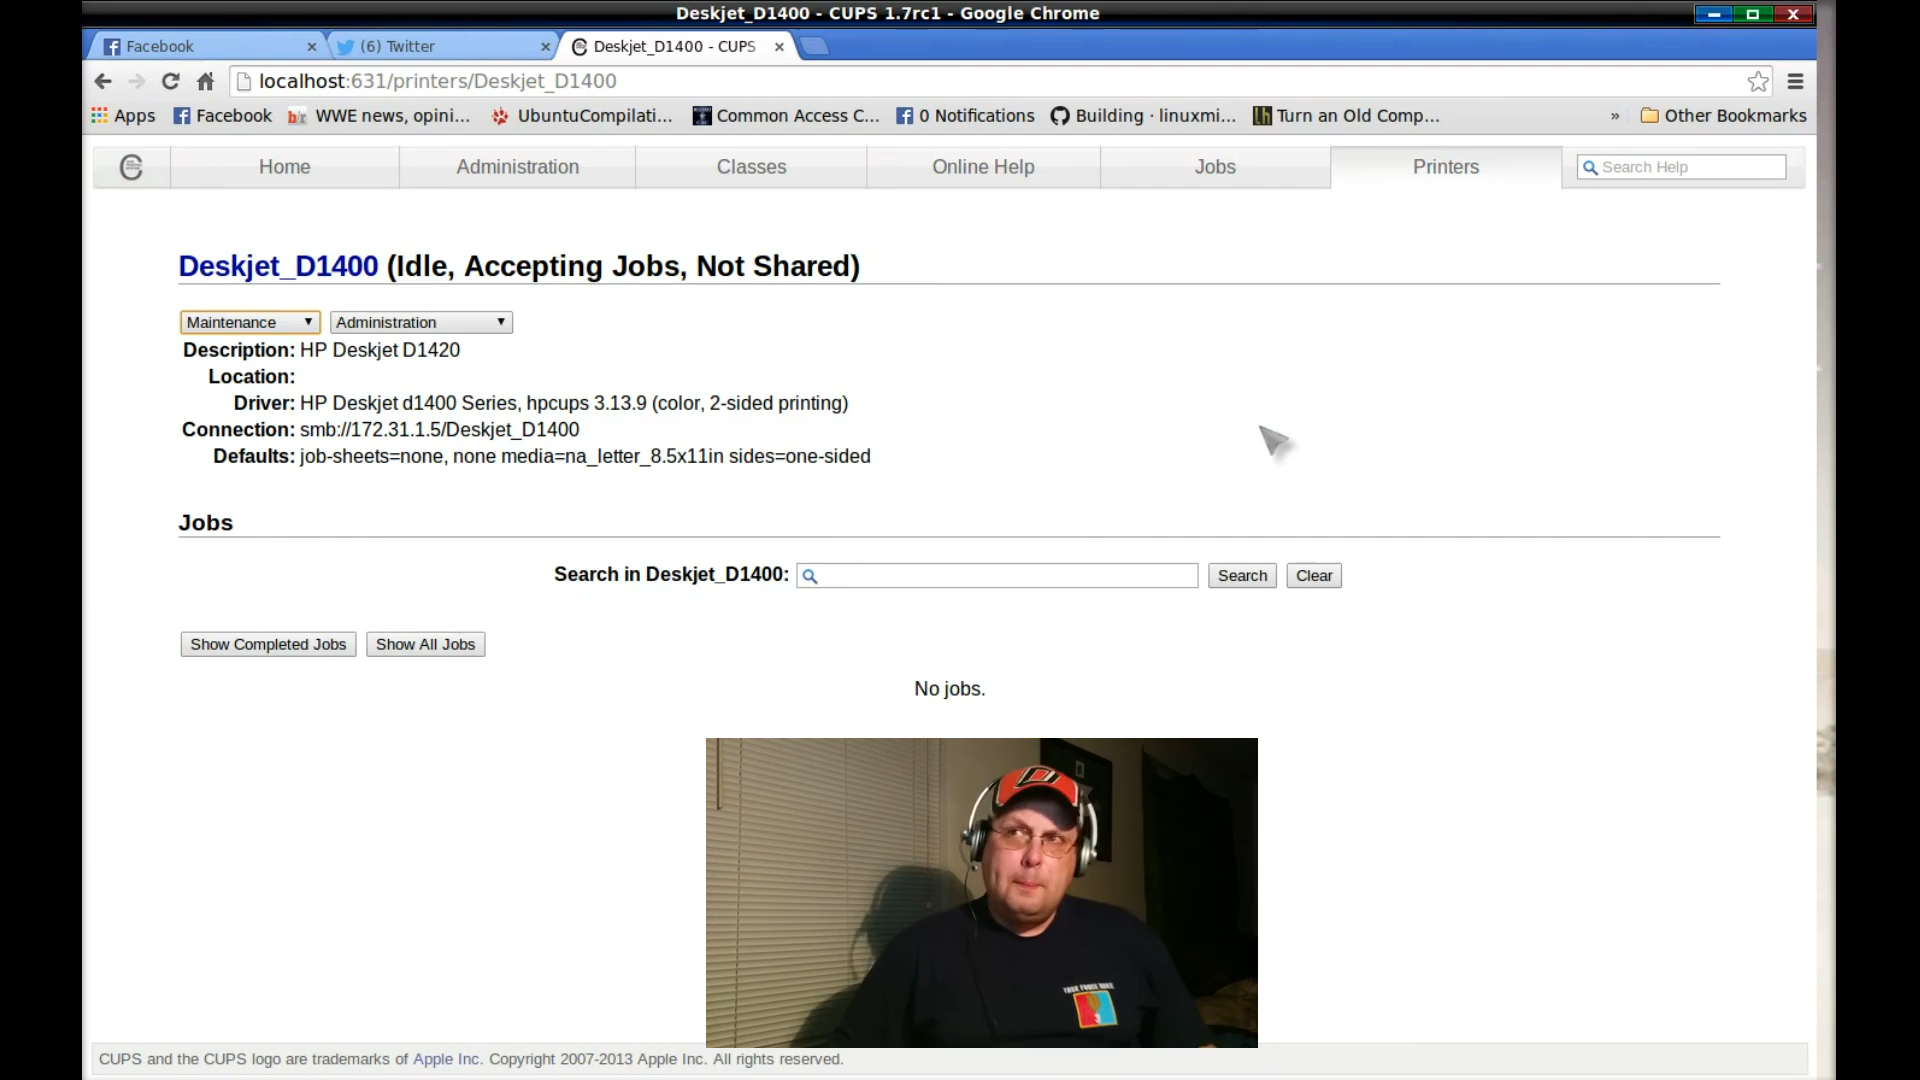 Deskjet_D1400 - CUPS 1.7rc1 - Google Chrome
Facebook
(6) Twitter
Deskjet_D1400 - CUPS
localhost:631/printers/Deskjet_D1400
Apps
Facebook
WWE news, opini...
UbuntuCompilati...
Common Access C...
0 Notifications
Building · linuxmi...
Turn an Old Comp...
»
Other Bookmarks
Home
Administration
Classes
Online Help
Jobs
Printers
Search Help
Deskjet_D1400 (Idle, Accepting Jobs, Not Shared)
Maintenance
Administration
Description: HP Deskjet D1420
Location:
Driver: HP Deskjet d1400 Series, hpcups 3.13.9 (color, 2-sided printing)
Connection: smb://172.31.1.5/Deskjet_D1400
Defaults: job-sheets=none, none media=na_letter_8.5x11in sides=one-sided
Jobs
Search in Deskjet_D1400:
Search
Clear
Show Completed Jobs
Show All Jobs
No jobs.
CUPS and the CUPS logo are trademarks of Apple Inc. Copyright 2007-2013 Apple Inc. All rights reserved.